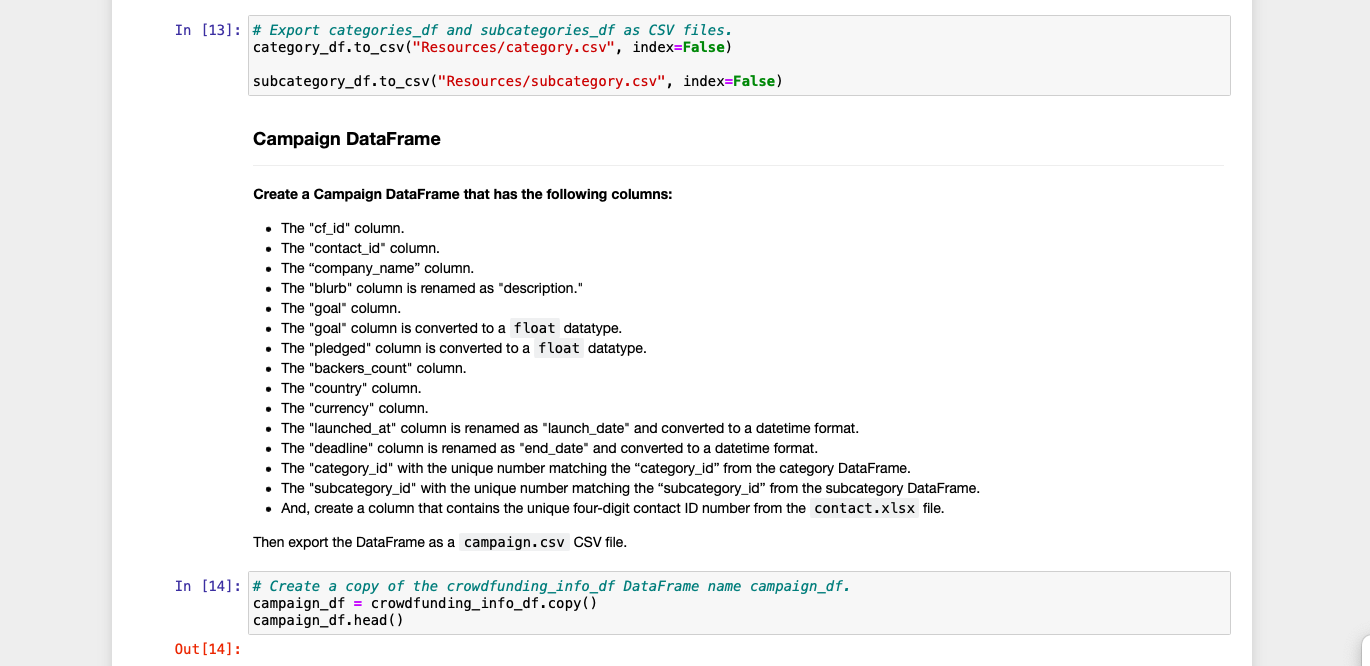 In [13]: # Export categories_df and subcategories_df as CSV files.
category_df.to_csv("Resources/category.csv", index=False)
subcategory_df.to_csv("Resources/subcategory.csv", index=False)
Campaign DataFrame
Create a Campaign DataFrame that has the following columns:
• The "cf_id" column.
• The "contact_id" column.
• The “company_name” column.
• The "blurb" column is renamed as "description."
• The "goal" column.
• The "goal" column is converted to a float datatype.
• The "pledged" column is converted to a float datatype.
• The "backers_count" column.
• The "country" column.
• The "currency" column.
• The "launched_at" column is renamed as "launch_date" and converted to a datetime format.
• The "deadline" column is renamed as "end_date" and converted to a datetime format.
• The "category_id" with the unique number matching the “category_id” from the category DataFrame.
• The "subcategory_id" with the unique number matching the “subcategory_id” from the subcategory DataFrame.
• And, create a column that contains the unique four-digit contact ID number from the contact.xlsx file.
Then export the DataFrame as a campaign.csv CSV file.
In [14]: # Create a copy of the crowdfunding_info_df DataFrame name campaign_df.
campaign_df = crowdfunding_info_df.copy()
campaign_df.head()
Out[14]: